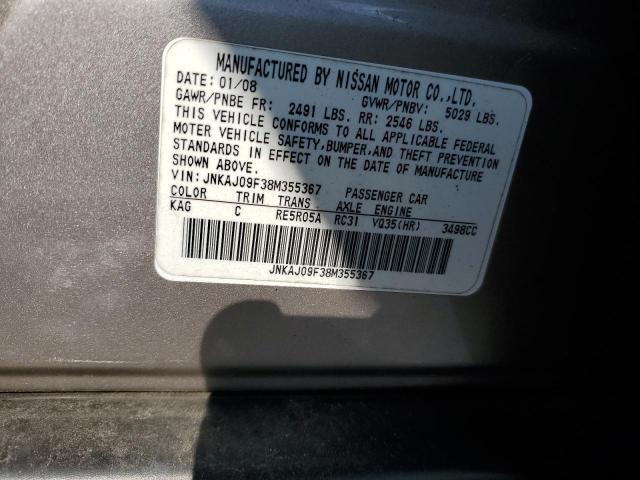 MANUFACTURED BY NISSAN MOTOR CO.,LTD.
DATE: 01/08 GVWR/PNBV: 5029 LBS.
GAWR/PNBE FR: 2491 LBS. RR: 2546 LBS.
THIS VEHICLE CONFORMS TO ALL APPLICABLE FEDERAL
MOTOR VEHICLE SAFETY,BUMPER,AND THEFT PREVENTION
STANDARDS IN EFFECT ON THE DATE OF MANUFACTURE
SHOWN ABOVE.
VIN: JNKAJ09F38M355367 PASSENGER CAR
COLOR TRIM TRANS AXLE ENGINE
KAG C RE5R05A RC31 VQ35(HR) 3498CC
JNKAJ09F38M355367